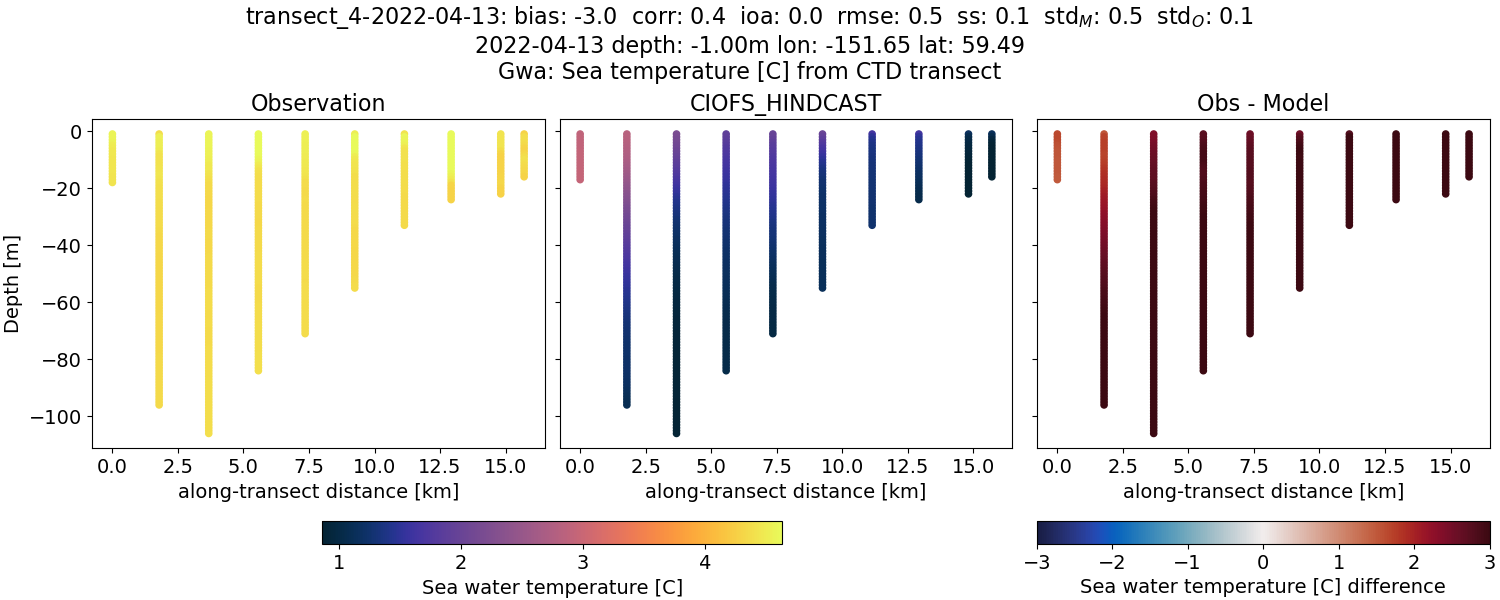 transect_4-2022-04-13: bias: -3.0 corr: 0.4 ioa: 0.0 rmse: 0.5 ss: 0.1 std_M: 0.5 std_O: 0.1
2022-04-13 depth: -1.00m lon: -151.65 lat: 59.49
Gwa: Sea temperature [C] from CTD transect
Observation
CIOFS_HINDCAST
Obs - Model
Depth [m]
0
−20
−40
−60
−80
−100
0.0 2.5 5.0 7.5 10.0 12.5 15.0
0.0 2.5 5.0 7.5 10.0 12.5 15.0
0.0 2.5 5.0 7.5 10.0 12.5 15.0
along-transect distance [km]
along-transect distance [km]
along-transect distance [km]
1 2 3 4
Sea water temperature [C]
−3 −2 −1 0 1 2 3
Sea water temperature [C] difference